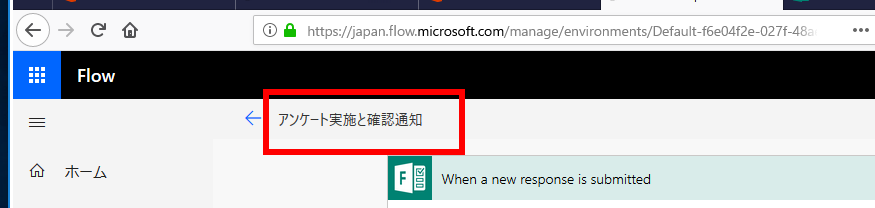 https://japan.flow.microsoft.com/manage/environments/Default-f6e04f2e-027f-48a
Flow
アンケート実施と確認通知
ホーム
When a new response is submitted